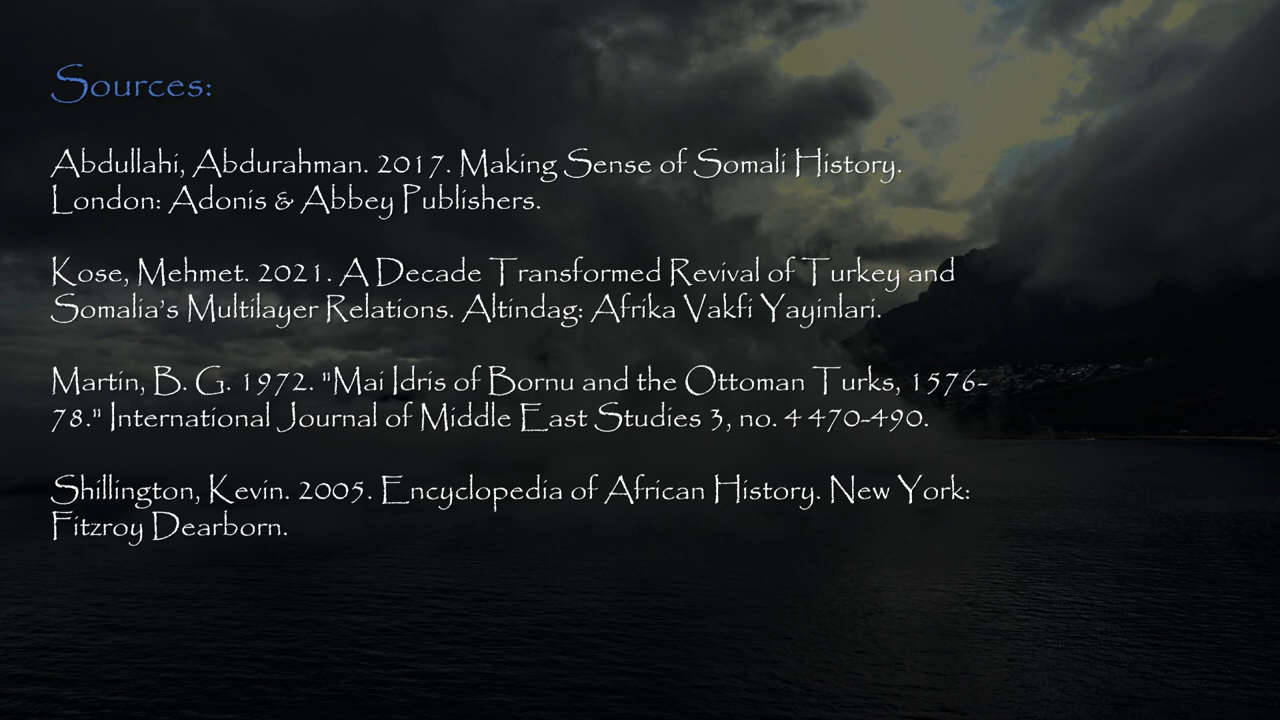 Sources:
Abdullahi, Abdurahman. 2017. Making Sense of Somali History.
London: Adonis & Abbey Publishers.
Kose, Mehmet. 2021. A Decade Transformed Revival of Turkey and
Somalia's Multilayer Relations. Altindag: Afrika Vakfi Yayinlari.
Martin, B. G. 1972. "Mai Idris of Bornu and the Ottoman Turks, 1576-
78." International Journal of Middle East Studies 3, no. 4 470-490.
Shillington, Kevin. 2005. Encyclopedia of African History. New York:
Fitzroy Dearborn.